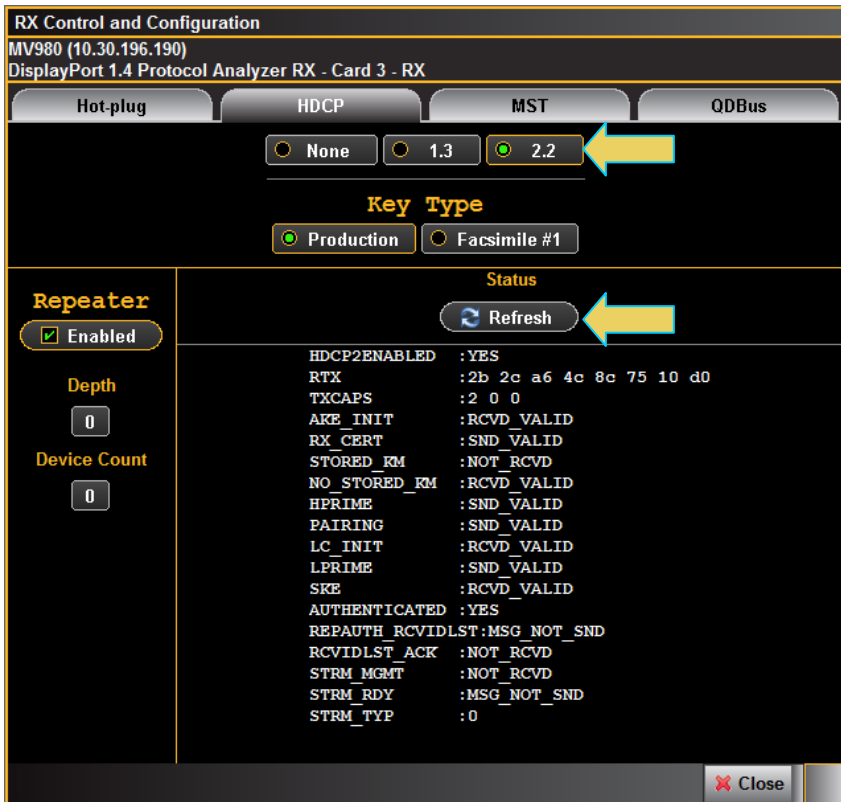 RX Control and Configuration
MV980 (10.30.196.190)
DisplayPort 1.4 Protocol Analyzer RX - Card 3 - RX
Hot-plug HDCP MST QDBus
None 1.3 2.2
Key Type
Production Facsimile #1
Repeater
Enabled
Depth
0
Device Count
0
Status
Refresh
HDCP2ENABLED :YES
RTX :2b 2c a6 4c 8c 75 10 d0
TXCAPS :2 0 0
AKE_INIT :RCVD_VALID
RX_CERT :SND_VALID
STORED_KM :NOT_RCVD
NO_STORED_KM :RCVD_VALID
HPRIME :SND_VALID
PAIRING :SND_VALID
LC_INIT :RCVD_VALID
LPRIME :SND_VALID
SKE :RCVD_VALID
AUTHENTICATED :YES
REPAUTH_RCVIDLST:MSG_NOT_SND
RCVIDLST_ACK :NOT_RCVD
STRM_MGMT :NOT_RCVD
STRM_RDY :MSG_NOT_SND
STRM_TYP :0
Close